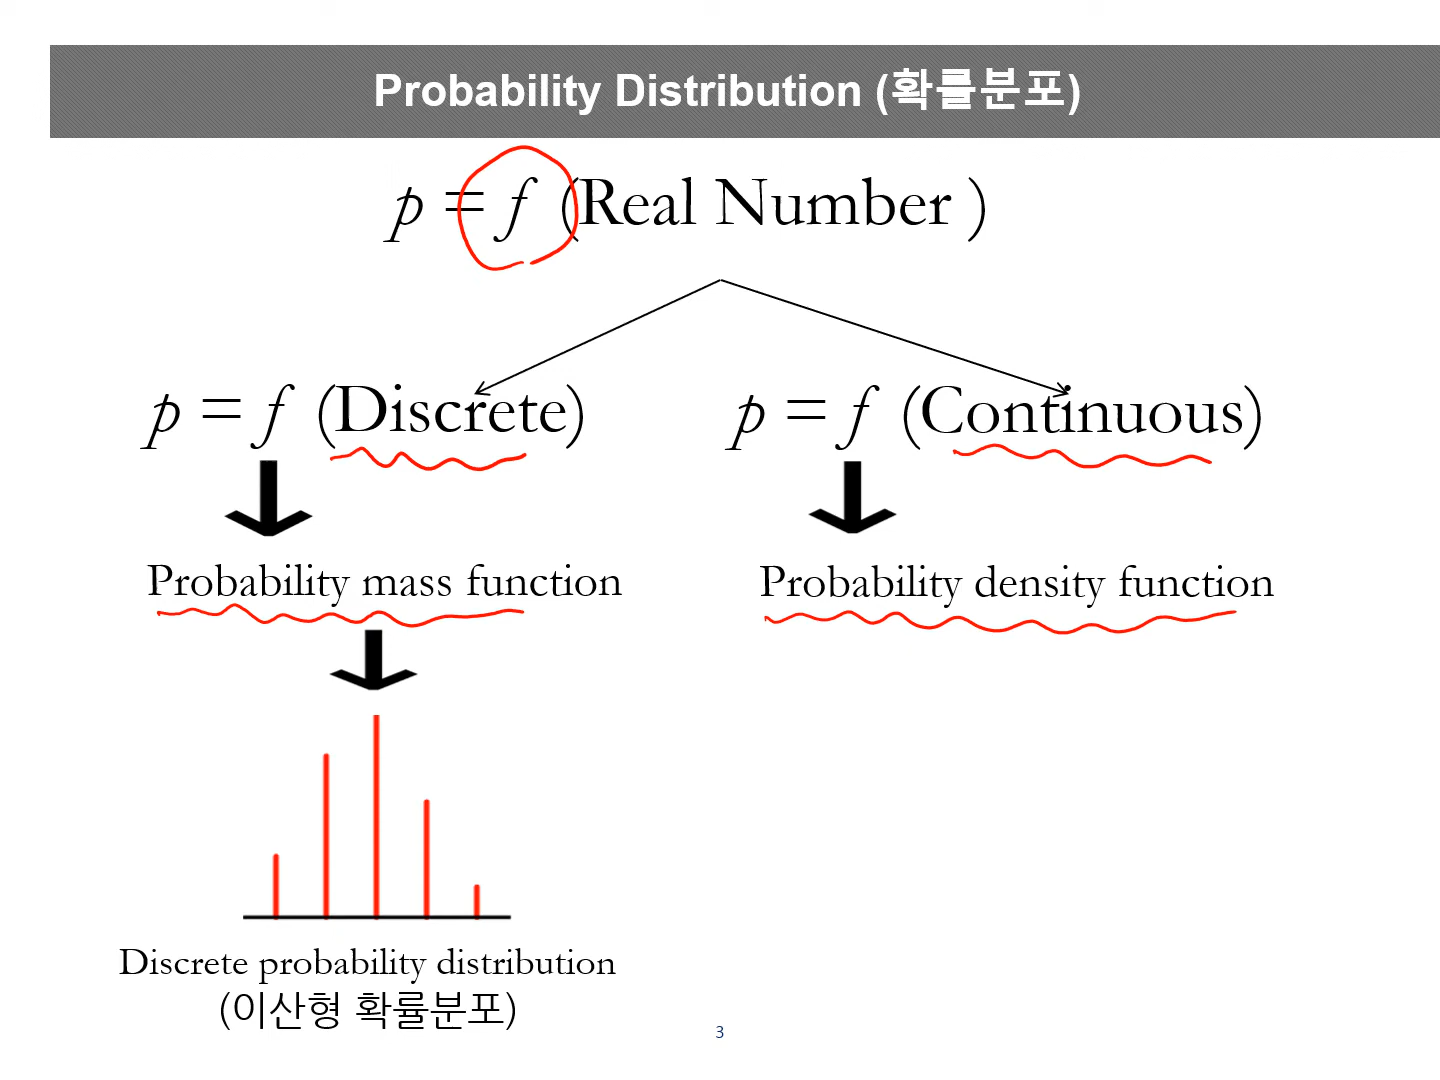 Probability Distribution (확률분포)
p = f (Real Number )
p = f (Discrete)
p = f (Continuous)
Probability mass function
Probability density function
Discrete probability distribution
(이산형 확률분포)
3